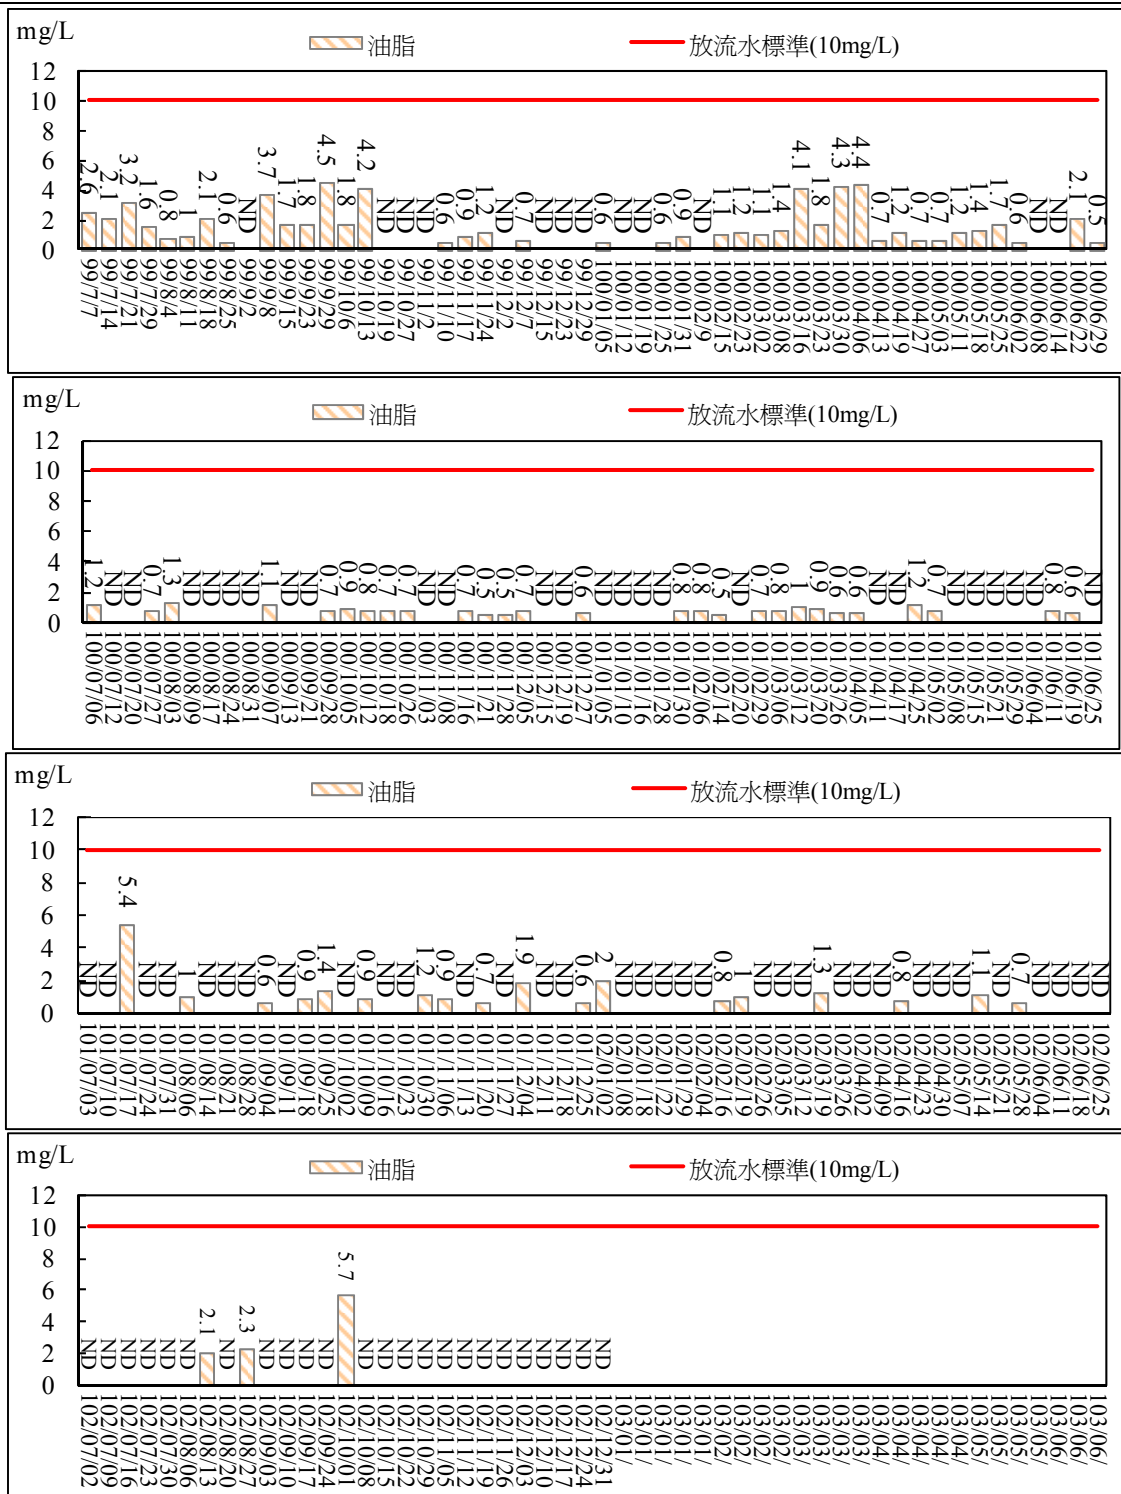 mg/L
油脂
放流水標準(10mg/L)
12
10
8
6
4
2
0
2.6 2.1 3.2 1.6 0.8 1 2.1 0.6 ND 3.7 1.7 1.8 4.5 1.8 4.2 ND ND ND 0.6 0.9 1.2 ND 0.7 ND ND ND 0.6 ND ND 0.6 0.9 ND 1.1 1.2 1.1 1.4 4.1 1.8 4.3 4.4 0.7 1.2 0.7 0.7 1.2 1.4 1.7 0.6 ND ND 2.1 0.5
99/7/7 99/7/14 99/7/21 99/7/29 99/8/4 99/8/11 99/8/18 99/8/25 99/9/2 99/9/8 99/9/15 99/9/23 99/9/29 99/10/6 99/10/13 99/10/19 99/10/27 99/11/2 99/11/10 99/11/17 99/11/24 99/12/2 99/12/7 99/12/15 99/12/23 99/12/29 100/01/05 100/01/12 100/01/19 100/01/25 100/01/31 100/02/9 100/02/15 100/02/23 100/03/02 100/03/08 100/03/16 100/03/23 100/03/30 100/04/06 100/04/13 100/04/19 100/04/27 100/05/03 100/05/11 100/05/18 100/05/25 100/06/02 100/06/08 100/06/14 100/06/22 100/06/29
mg/L
油脂
放流水標準(10mg/L)
12
10
8
6
4
2
0
1.2 ND ND 0.7 1.3 ND ND ND ND 1.1 ND ND 0.7 0.9 0.8 0.7 0.7 ND ND 0.7 0.5 0.5 0.7 ND ND 0.6 ND ND ND ND 0.8 0.8 0.5 ND 0.7 0.8 1 0.9 0.6 0.6 ND ND 1.2 0.7 ND ND ND ND ND 0.8 0.6 ND
100/07/06 100/07/12 100/07/20 100/07/27 100/08/03 100/08/09 100/08/17 100/08/24 100/08/31 100/09/07 100/09/13 100/09/21 100/09/28 100/10/05 100/10/12 100/10/18 100/10/26 100/11/03 100/11/08 100/11/16 100/11/21 100/11/28 100/12/05 100/12/15 100/12/19 100/12/27 101/01/05 101/01/10 101/01/16 101/01/28 101/01/30 101/02/06 101/02/14 101/02/20 101/02/29 101/03/06 101/03/12 101/03/20 101/03/26 101/04/05 101/04/11 101/04/17 101/04/25 101/05/02 101/05/08 101/05/15 101/05/21 101/05/29 101/06/04 101/06/11 101/06/19 101/06/25
mg/L
油脂
放流水標準(10mg/L)
12
10
8
6
4
2
0
ND ND 5.4 ND ND 1 ND ND ND 0.6 ND 0.9 1.4 ND 0.9 ND ND 1.2 0.9 ND 0.7 ND 1.9 ND ND 0.6 2 ND ND ND ND ND 0.8 1 ND ND ND 1.3 ND ND ND 0.8 ND ND ND 1.1 ND 0.7 ND ND ND ND
101/07/03 101/07/10 101/07/17 101/07/24 101/07/31 101/08/06 101/08/14 101/08/21 101/08/28 101/09/04 101/09/11 101/09/18 101/09/25 101/10/02 101/10/09 101/10/16 101/10/23 101/10/30 101/11/06 101/11/13 101/11/20 101/11/27 101/12/04 101/12/11 101/12/18 101/12/25 102/01/02 102/01/08 102/01/18 102/01/22 102/01/29 102/02/04 102/02/16 102/02/19 102/02/26 102/03/05 102/03/12 102/03/19 102/03/26 102/04/02 102/04/09 102/04/16 102/04/23 102/04/30 102/05/07 102/05/14 102/05/21 102/05/28 102/06/04 102/06/11 102/06/18 102/06/25
mg/L
油脂
放流水標準(10mg/L)
12
10
8
6
4
2
0
ND ND ND ND ND ND 2.1 ND 2.3 ND ND ND ND 5.7 ND ND ND ND ND ND ND ND ND ND ND ND ND
102/07/02 102/07/09 102/07/16 102/07/23 102/07/30 102/08/06 102/08/13 102/08/20 102/08/27 102/09/03 102/09/10 102/09/17 102/09/24 102/10/01 102/10/08 102/10/15 102/10/22 102/10/29 102/11/05 102/11/12 102/11/19 102/11/26 102/12/03 102/12/10 102/12/17 102/12/24 102/12/31 103/01/ 103/01/ 103/01/ 103/01/ 103/01/ 103/02/ 103/02/ 103/02/ 103/02/ 103/03/ 103/03/ 103/03/ 103/03/ 103/04/ 103/04/ 103/04/ 103/04/ 103/04/ 103/05/ 103/05/ 103/05/ 103/05/ 103/06/ 103/06/ 103/06/